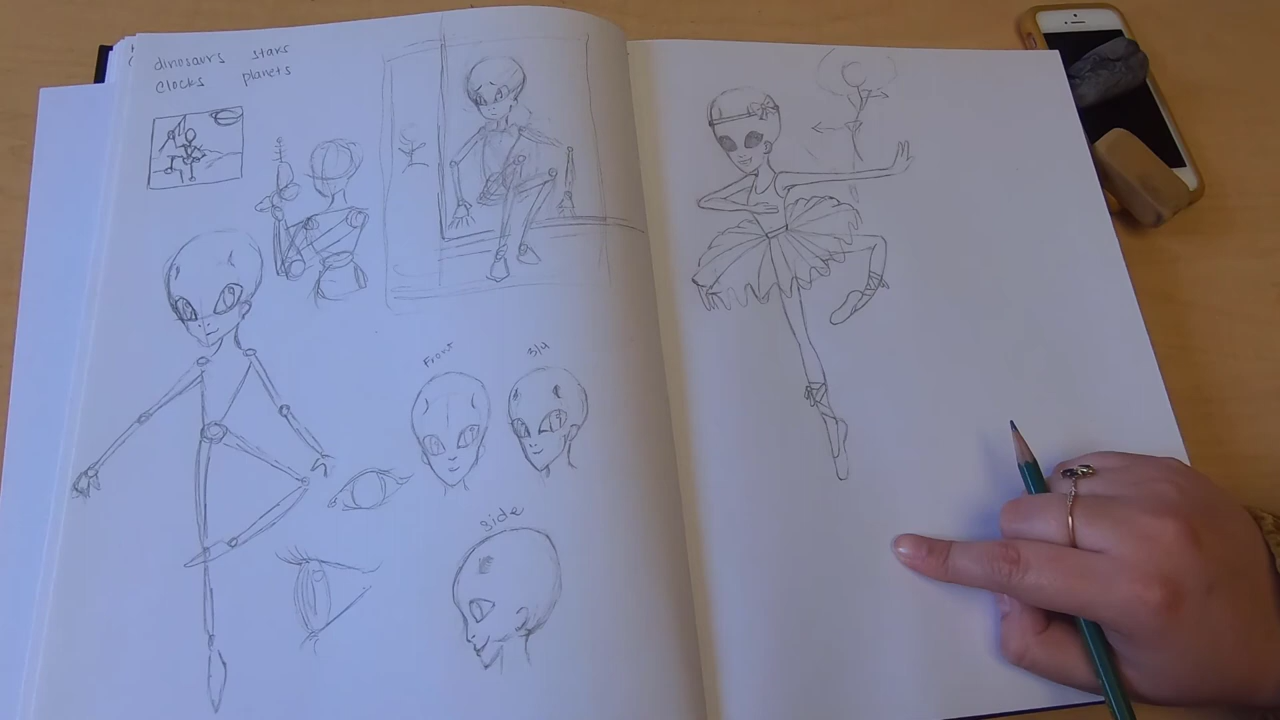 dinosaurs stars
clocks planets
Front
3/4
side